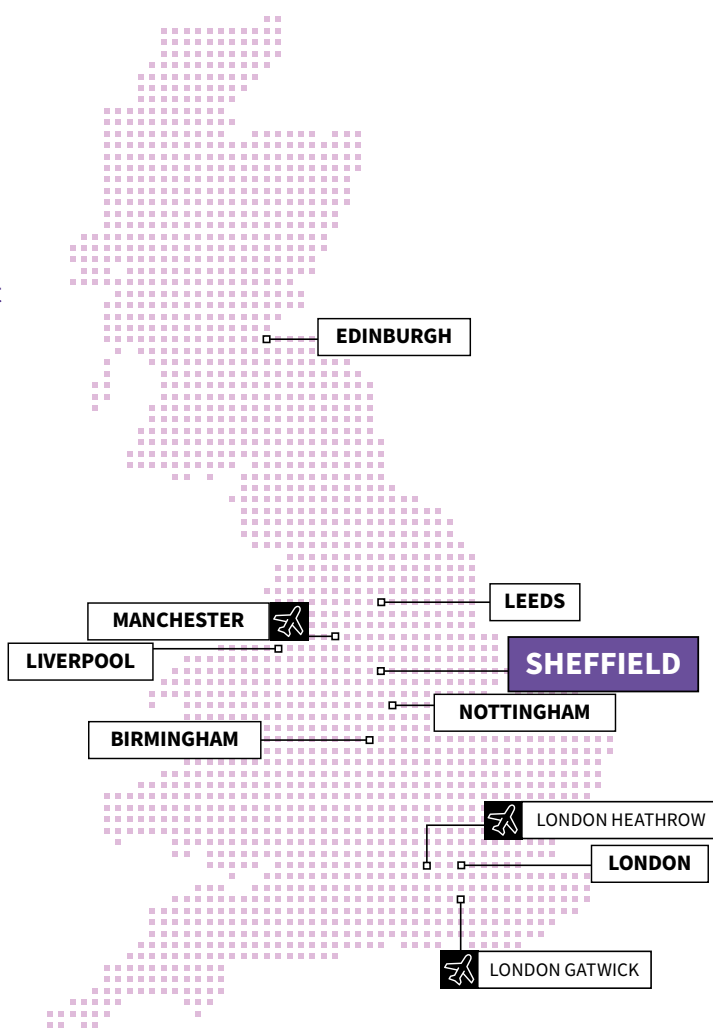 EDINBURGH
LEEDS
MANCHESTER
LIVERPOOL
SHEFFIELD
NOTTINGHAM
BIRMINGHAM
LONDON HEATHROW
LONDON
LONDON GATWICK